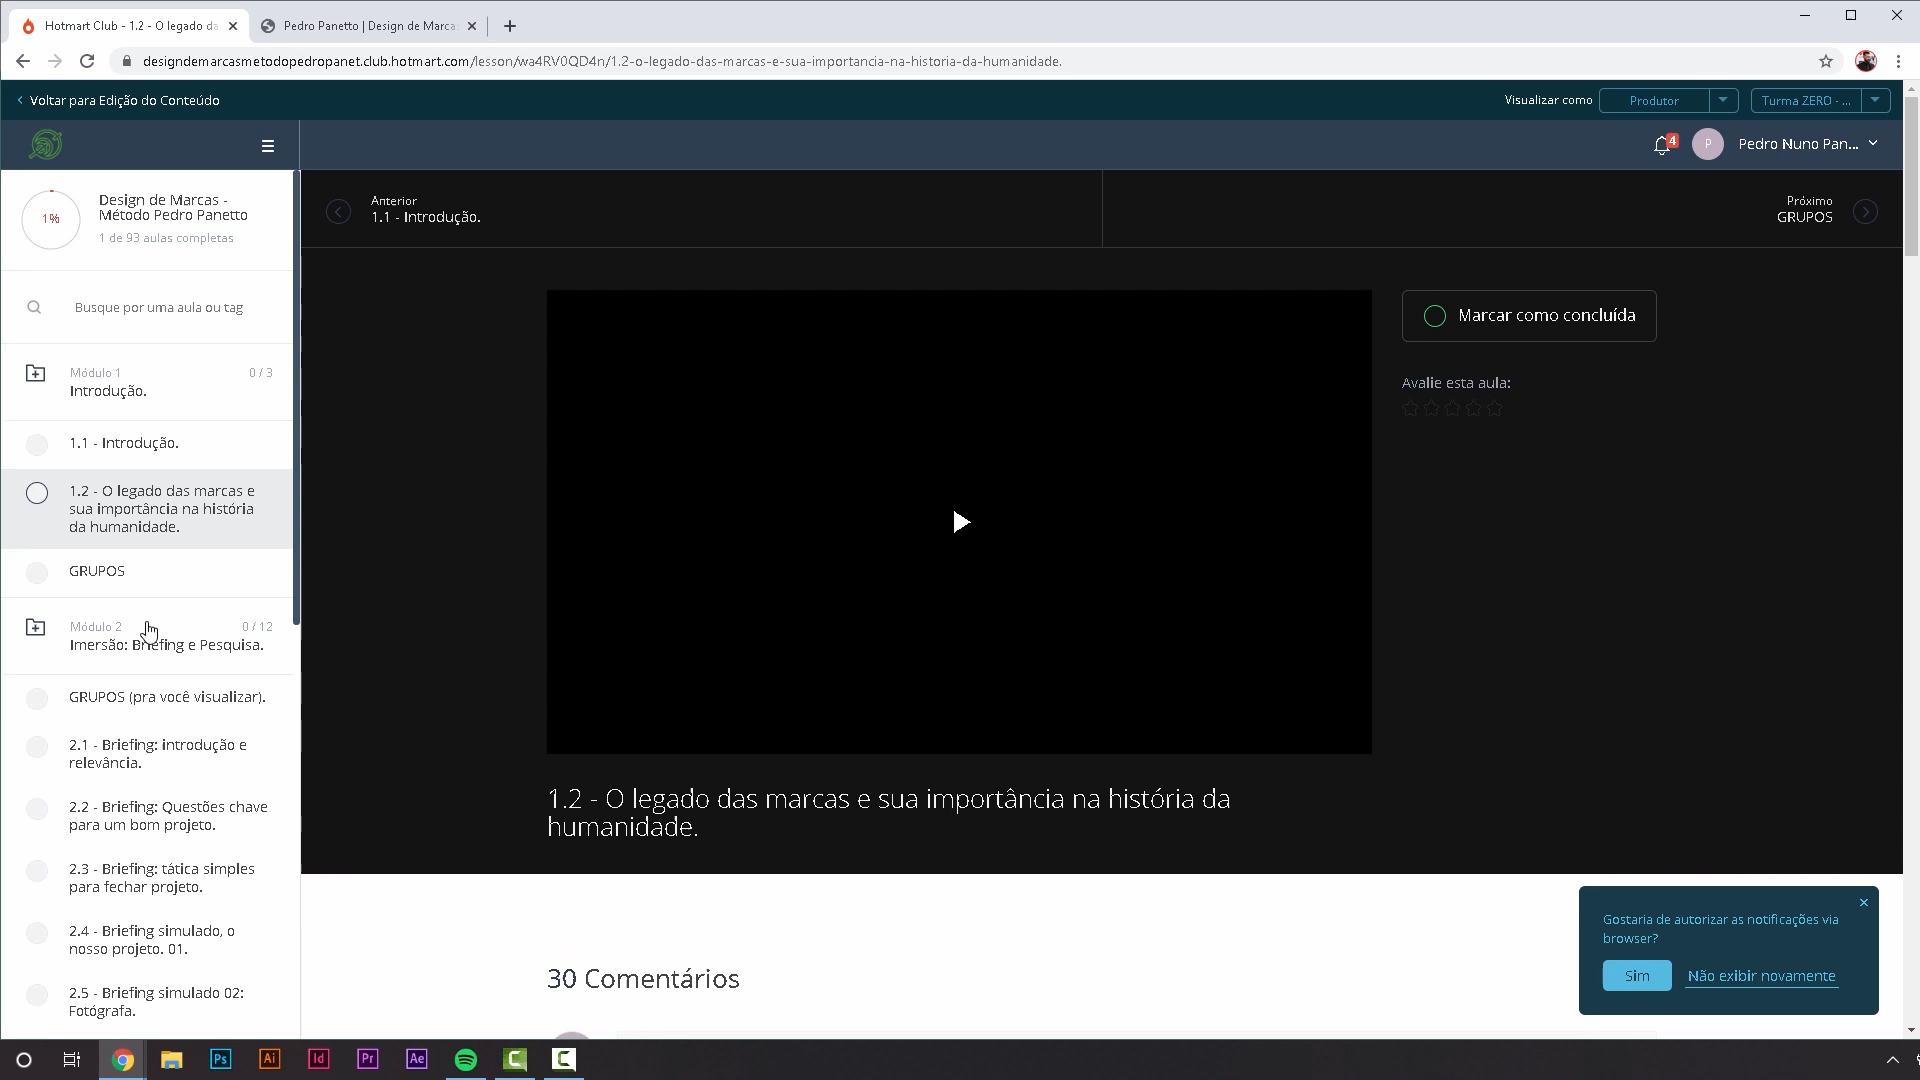 Hotmart Club - 1.2 - O legado da
Pedro Panetto | Design de Marca
designdemarcasmetodopedropanet.club.hotmart.com/lesson/wa4RV0QD4n/1.2-o-legado-das-marcas-e-sua-importancia-na-historia-da-humanidade.
Voltar para Edição do Conteúdo
Visualizar como
Produtor
Turma ZERO - ...
4
P
Pedro Nuno Pan...
1%
Design de Marcas -
Método Pedro Panetto
1 de 93 aulas completas
Anterior
1.1 - Introdução.
Próximo
GRUPOS
Busque por uma aula ou tag
Marcar como concluída
Avalie esta aula:
Módulo 1
0 / 3
Introdução.
1.1 - Introdução.
1.2 - O legado das marcas e
sua importância na história
da humanidade.
GRUPOS
Módulo 2
0 / 12
Imersão: Briefing e Pesquisa.
GRUPOS (pra você visualizar).
2.1 - Briefing: introdução e
relevância.
2.2 - Briefing: Questões chave
para um bom projeto.
2.3 - Briefing: tática simples
para fechar projeto.
2.4 - Briefing simulado, o
nosso projeto. 01.
2.5 - Briefing simulado 02:
Fotógrafa.
1.2 - O legado das marcas e sua importância na história da
humanidade.
30 Comentários
Gostaria de autorizar as notificações via
browser?
Sim
Não exibir novamente
Ps
Ai
Id
Pr
Ae
C
C